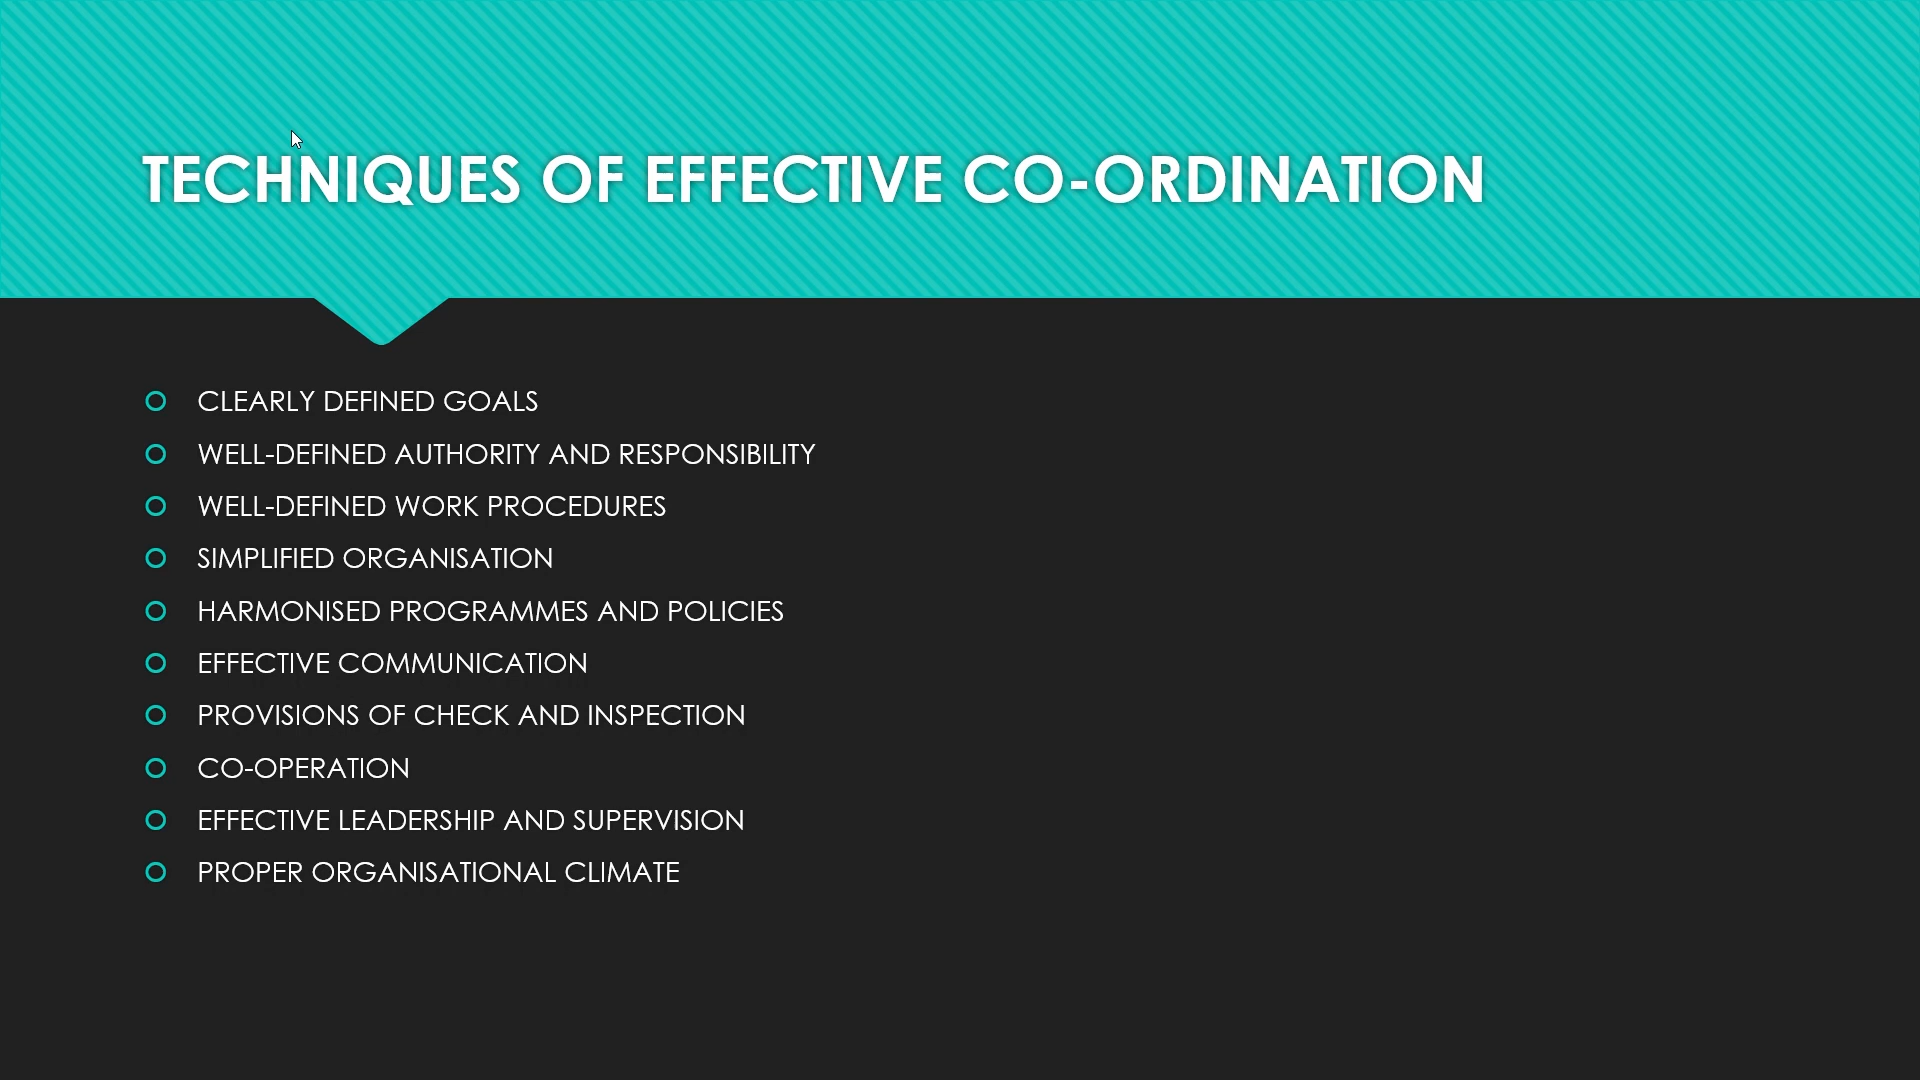 TECHNIQUES OF EFFECTIVE CO-ORDINATION
CLEARLY DEFINED GOALS
WELL-DEFINED AUTHORITY AND RESPONSIBILITY
WELL-DEFINED WORK PROCEDURES
SIMPLIFIED ORGANISATION
HARMONISED PROGRAMMES AND POLICIES
EFFECTIVE COMMUNICATION
PROVISIONS OF CHECK AND INSPECTION
CO-OPERATION
EFFECTIVE LEADERSHIP AND SUPERVISION
PROPER ORGANISATIONAL CLIMATE